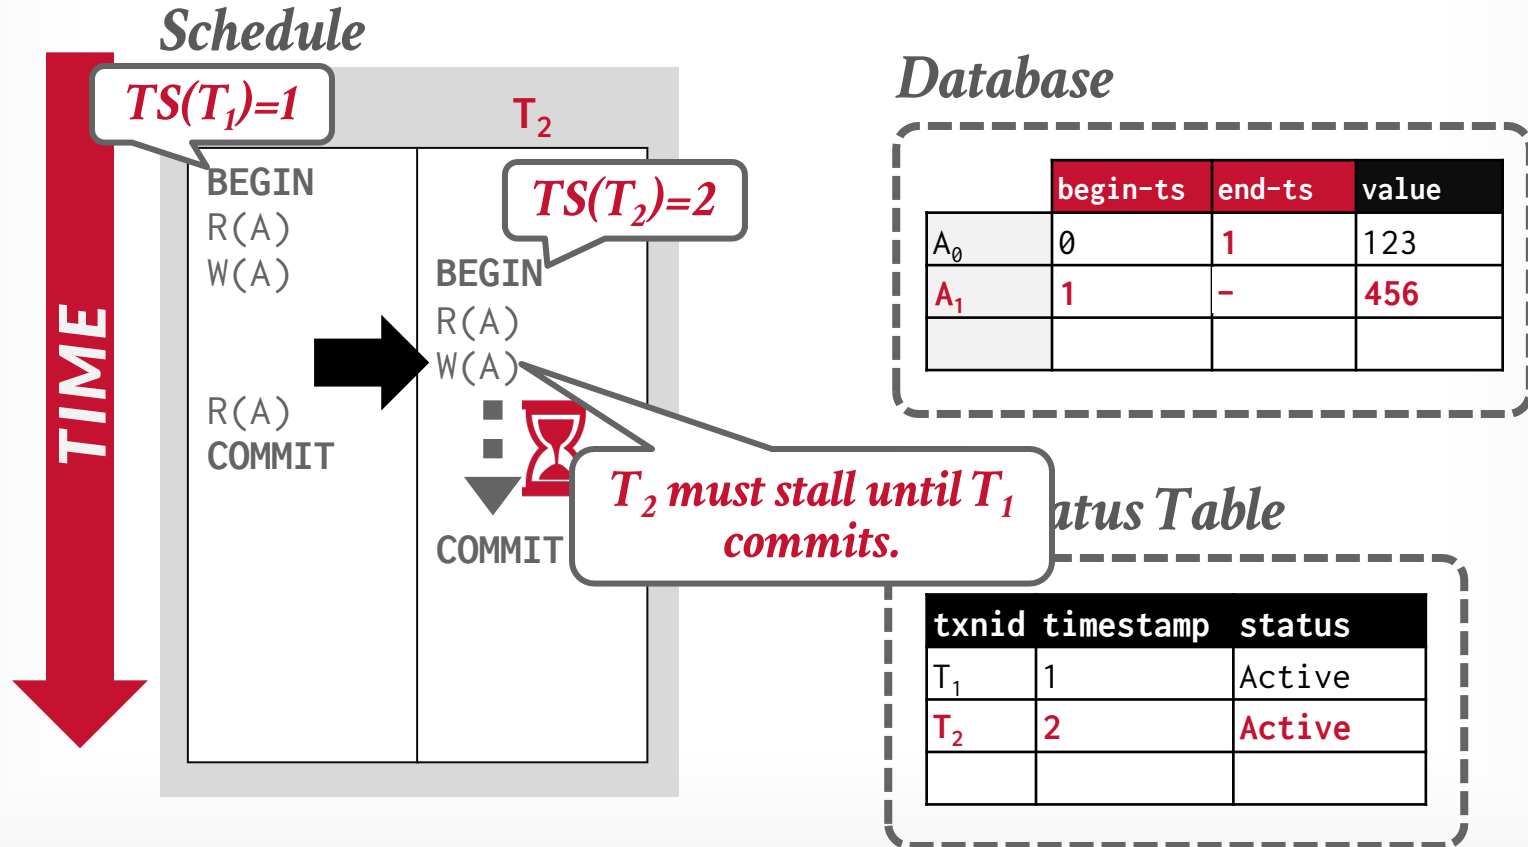 Schedule
TS(T₁)=1
T₂
BEGIN
R(A)
W(A)
R(A)
COMMIT
TS(T₂)=2
BEGIN
R(A)
W(A)
COMMIT
T₂ must stall until T₁
commits.
TIME
Database
begin-ts end-ts value
A₀ 0 1 123
A₁ 1 – 456
atus Table
txnid timestamp status
T₁ 1 Active
T₂ 2 Active